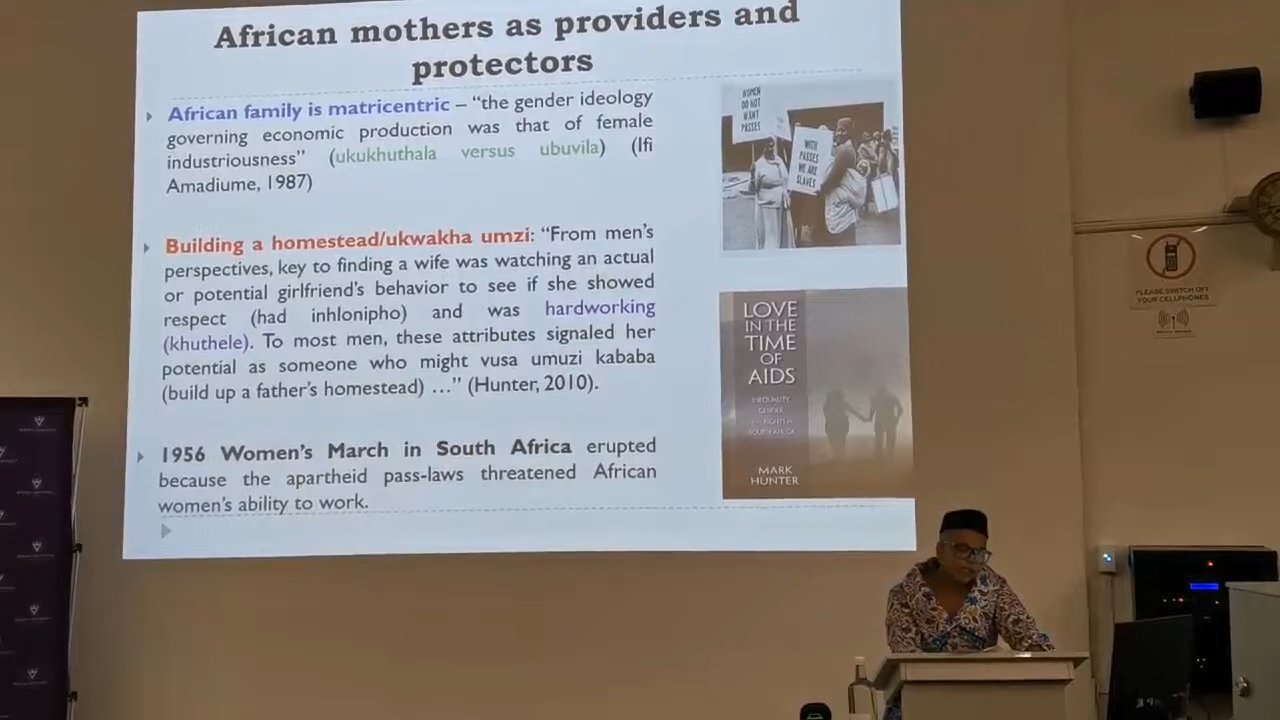 African mothers as providers and
protectors
African family is matricentric – “the gender ideology
governing economic production was that of female
industriousness” (ukukhuthala versus ubuvila) (Ifi
Amadiume, 1987)
Building a homestead/ukwakha umzi: “From men’s
perspectives, key to finding a wife was watching an actual
or potential girlfriend’s behavior to see if she showed
respect (had inhlonipho) and was hardworking
(khuthele). To most men, these attributes signaled her
potential as someone who might vusa umuzi kababa
(build up a father’s homestead) …” (Hunter, 2010).
1956 Women’s March in South Africa erupted
because the apartheid pass-laws threatened African
women’s ability to work.
WOMEN
DO NOT
WANT
PASSES
WITH
PASSES
WE ARE
SLAVES
LOVE
IN THE
TIME
OF
AIDS
INEQUALITY,
GENDER,
SOUTH AFRICA
MARK
HUNTER
PLEASE SWITCH OFF
YOUR CELLPHONES